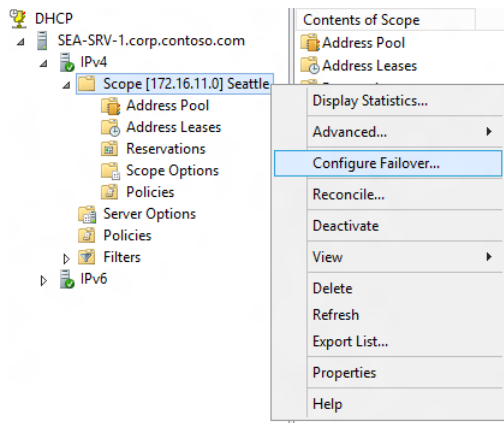 DHCP
SEA-SRV-1.corp.contoso.com
IPv4
Scope [172.16.11.0] Seattle
Address Pool
Address Leases
Reservations
Scope Options
Policies
Server Options
Policies
Filters
IPv6
Contents of Scope
Address Pool
Address Leases
Display Statistics...
Advanced...
Configure Failover...
Reconcile...
Deactivate
View
Delete
Refresh
Export List...
Properties
Help